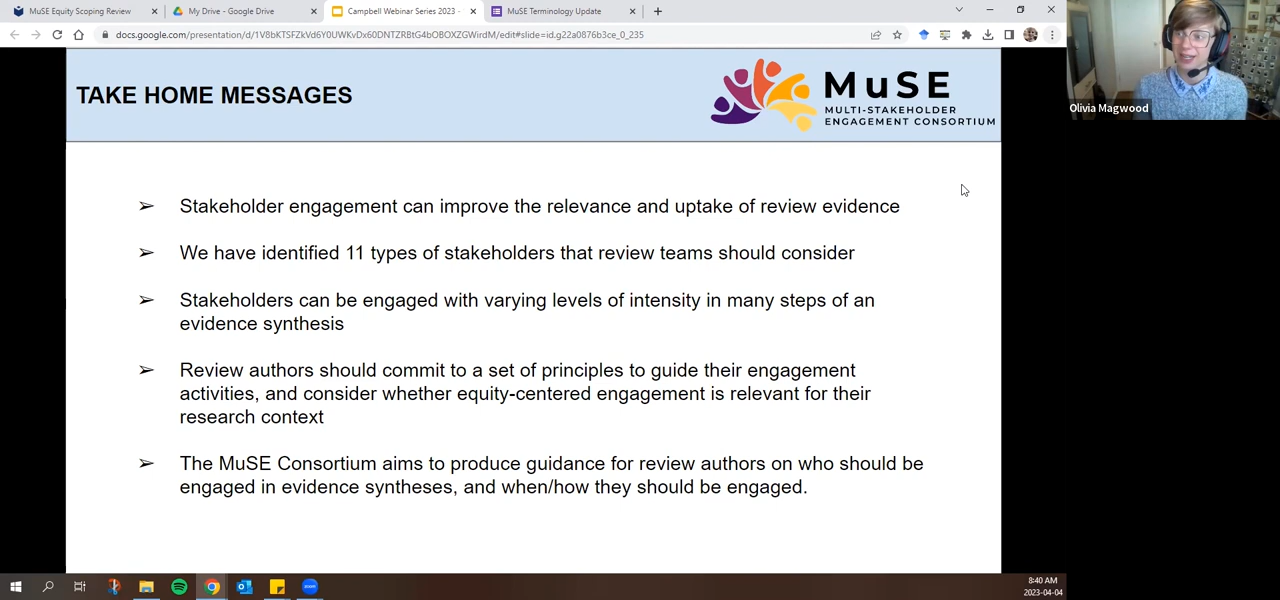 MuSE Equity Scoping Review
My Drive - Google Drive
Campbell Webinar Series 2023 -
MuSE Terminology Update
docs.google.com/presentation/d/1V8bKTSFZkVd6Y0UWKvDx60DNTZRBtG4bOBOXZGWirdM/edit#slide=id.g22a0876b3ce_0_235
Olivia Magwood
TAKE HOME MESSAGES
MuSE
MULTI-STAKEHOLDER
ENGAGEMENT CONSORTIUM
➢ Stakeholder engagement can improve the relevance and uptake of review evidence
➢ We have identified 11 types of stakeholders that review teams should consider
➢ Stakeholders can be engaged with varying levels of intensity in many steps of an
evidence synthesis
➢ Review authors should commit to a set of principles to guide their engagement
activities, and consider whether equity-centered engagement is relevant for their
research context
➢ The MuSE Consortium aims to produce guidance for review authors on who should be
engaged in evidence syntheses, and when/how they should be engaged.
zoom
8:40 AM
2023-04-04